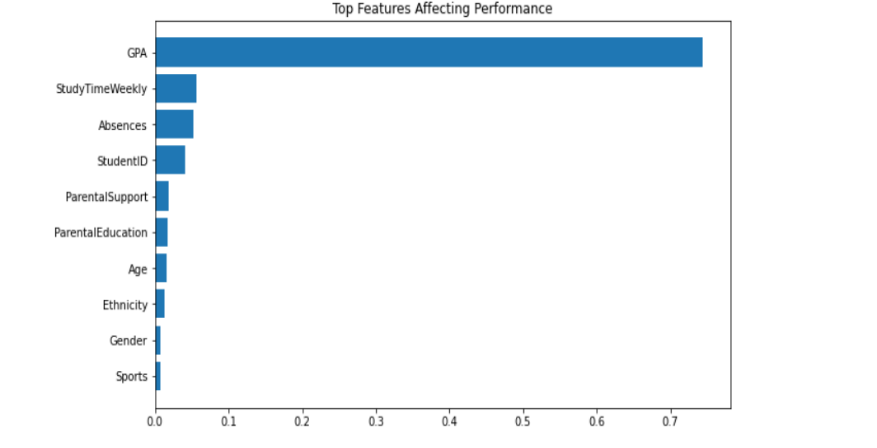 Top Features Affecting Performance
GPA
StudyTimeWeekly
Absences
StudentID
ParentalSupport
ParentalEducation
Age
Ethnicity
Gender
Sports
0.0 0.1 0.2 0.3 0.4 0.5 0.6 0.7